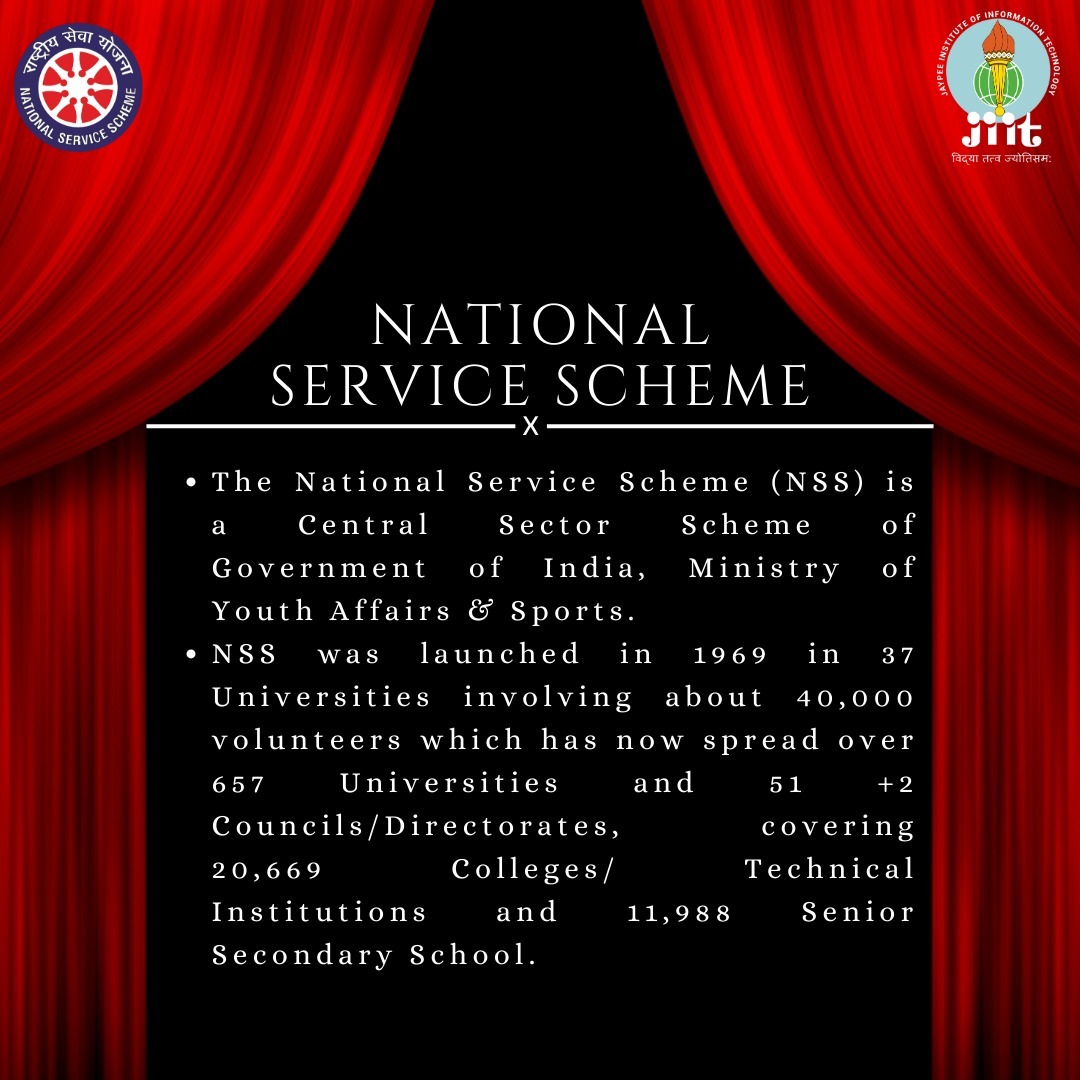 राष्ट्रीय सेवा योजना
NATIONAL SERVICE SCHEME
JAYPEE INSTITUTE OF INFORMATION TECHNOLOGY
jiit
विद्या तत्व ज्योतिसम:
NATIONAL
SERVICE SCHEME
X
• The National Service Scheme (NSS) is
a Central Sector Scheme of
Government of India, Ministry of
Youth Affairs & Sports.
• NSS was launched in 1969 in 37
Universities involving about 40,000
volunteers which has now spread over
657 Universities and 51 +2
Councils/Directorates, covering
20,669 Colleges/ Technical
Institutions and 11,988 Senior
Secondary School.